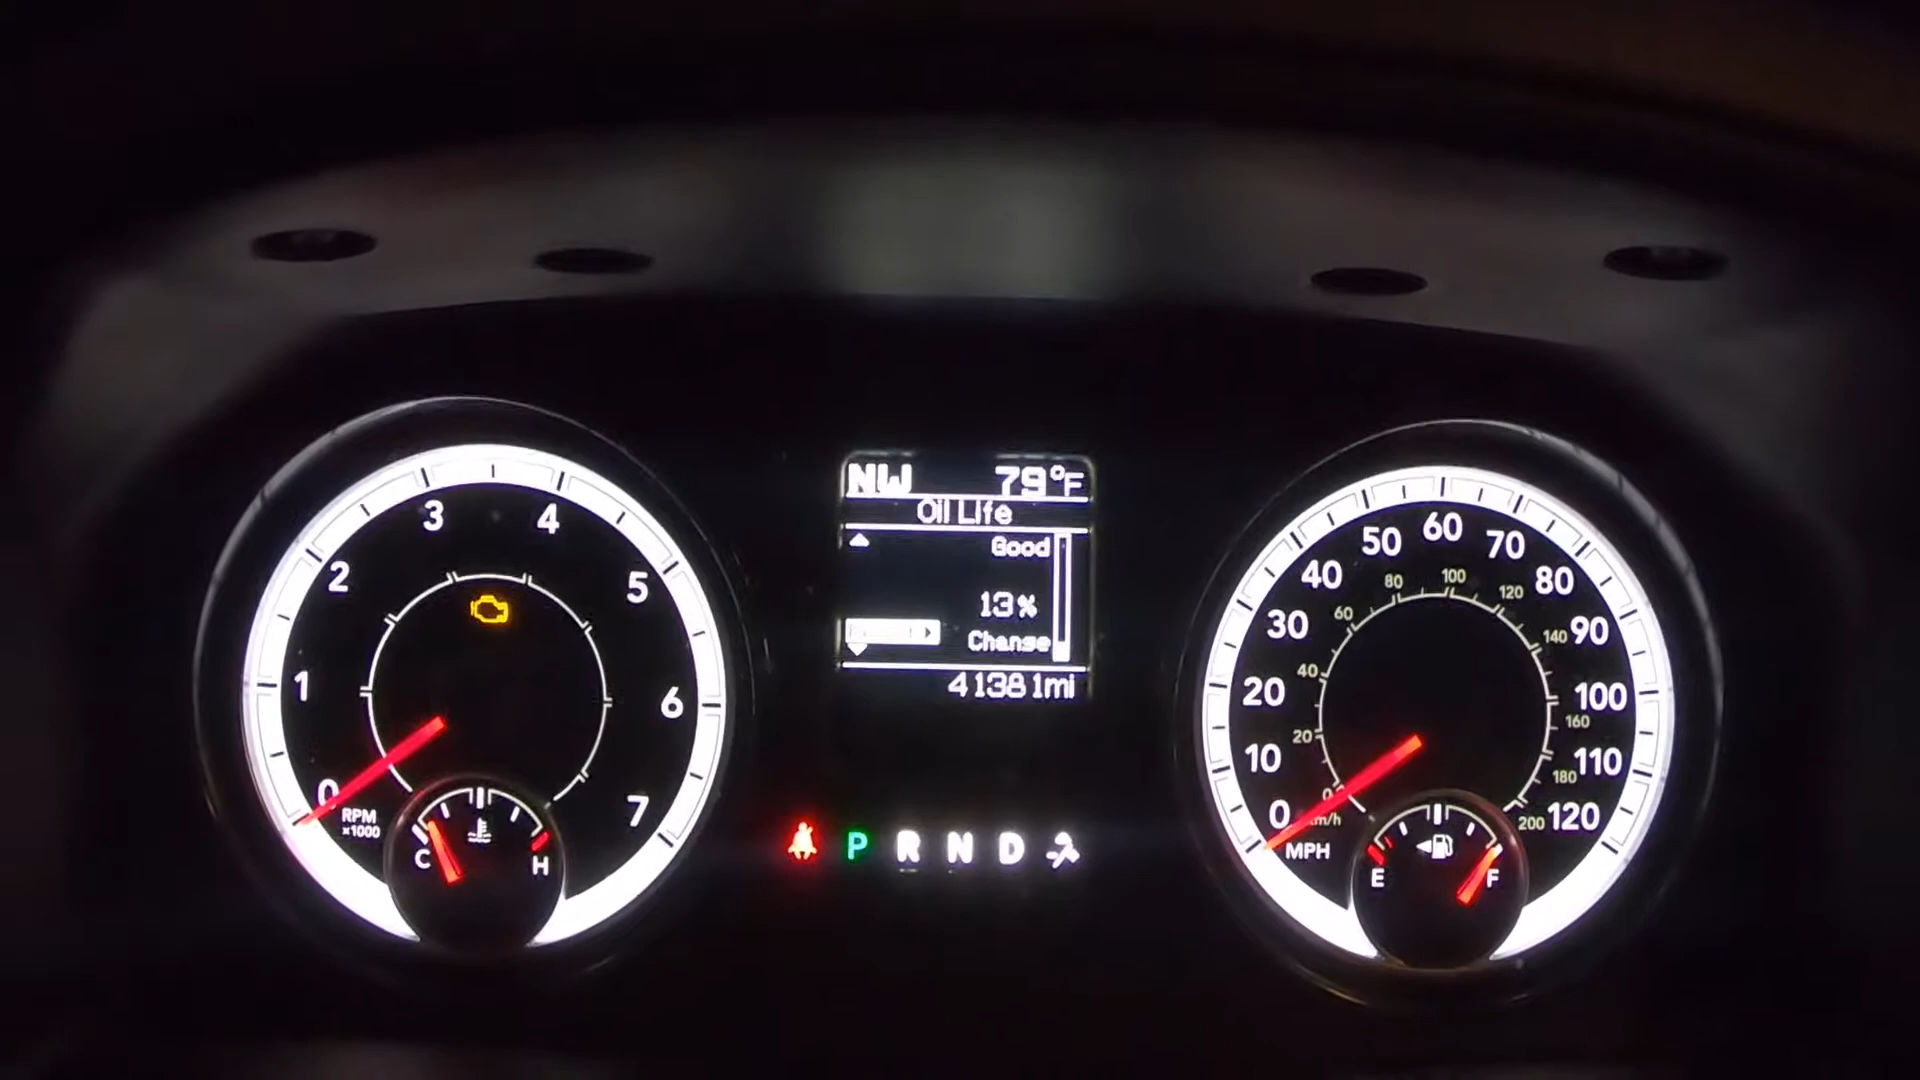 NW 79°F
Oil Life
Good
13%
Change
41381mi
0 1 2 3 4 5 6 7
RPM
x1000
C H
P R N D
0 10 20 30 40 50 60 70 80 90 100 110 120
0 20 40 60 80 100 120 140 160 180 200
km/h
MPH
E F